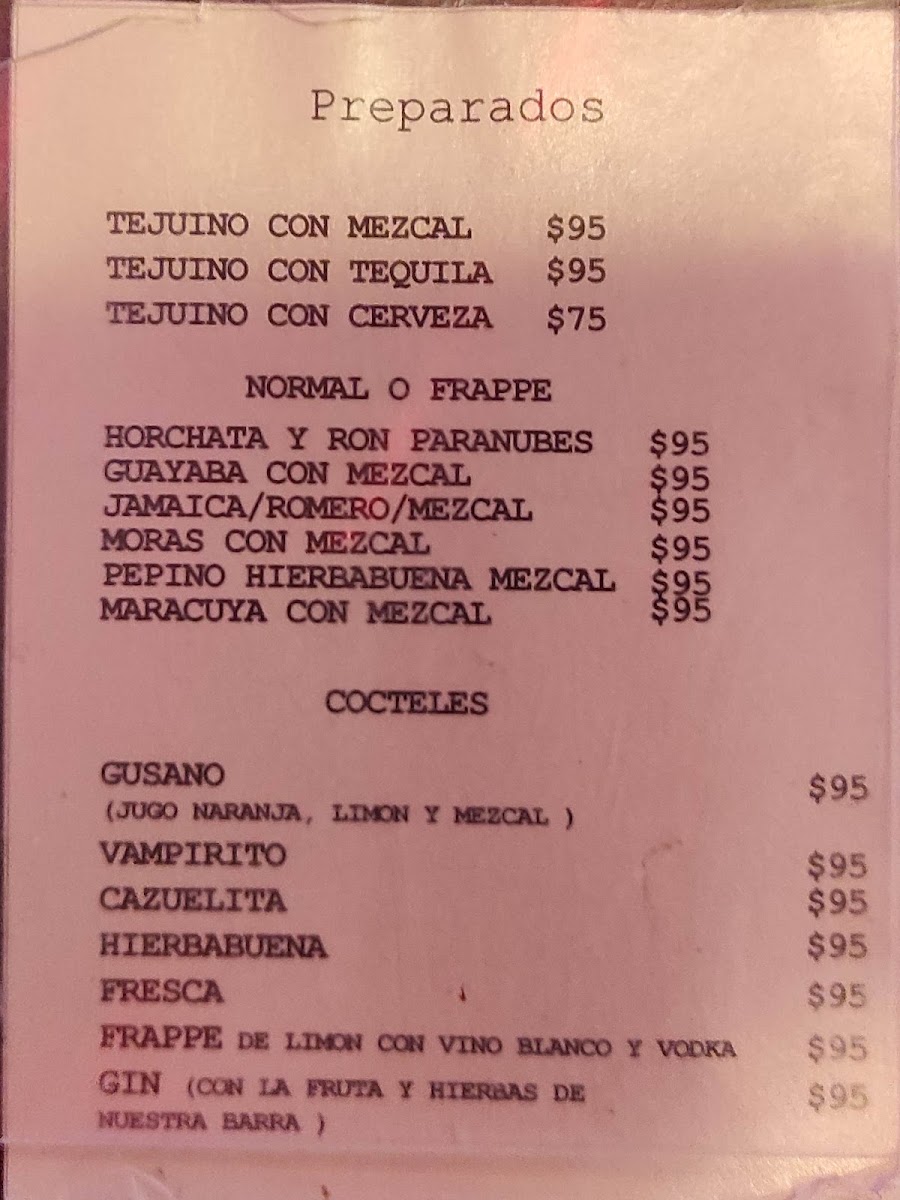 Preparados
TEJUINO CON MEZCAL $95
TEJUINO CON TEQUILA $95
TEJUINO CON CERVEZA $75
NORMAL O FRAPPE
HORCHATA Y RON PARANUBES $95
GUAYABA CON MEZCAL $95
JAMAICA/ROMERO/MEZCAL $95
MORAS CON MEZCAL $95
PEPINO HIERBABUENA MEZCAL $95
MARACUYA CON MEZCAL $95
COCTELES
GUSANO $95
(JUGO NARANJA, LIMON Y MEZCAL )
VAMPIRITO $95
CAZUELITA $95
HIERBABUENA $95
FRESCA $95
FRAPPE DE LIMON CON VINO BLANCO Y VODKA $95
GIN (CON LA FRUTA Y HIERBAS DE $95
NUESTRA BARRA )